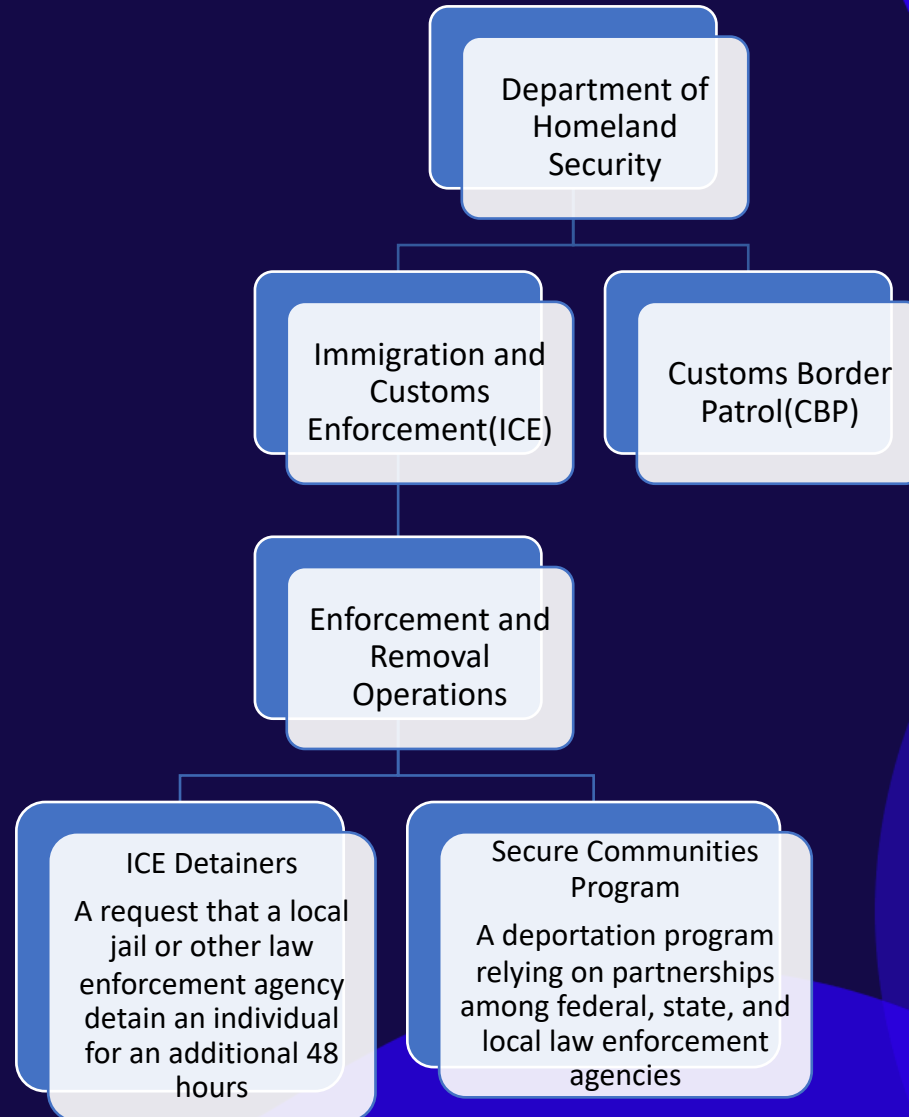 Department of
Homeland
Security
Immigration and
Customs
Enforcement(ICE)
Customs Border
Patrol(CBP)
Enforcement and
Removal
Operations
ICE Detainers
A request that a local
jail or other law
enforcement agency
detain an individual
for an additional 48
hours
Secure Communities
Program
A deportation program
relying on partnerships
among federal, state, and
local law enforcement
agencies